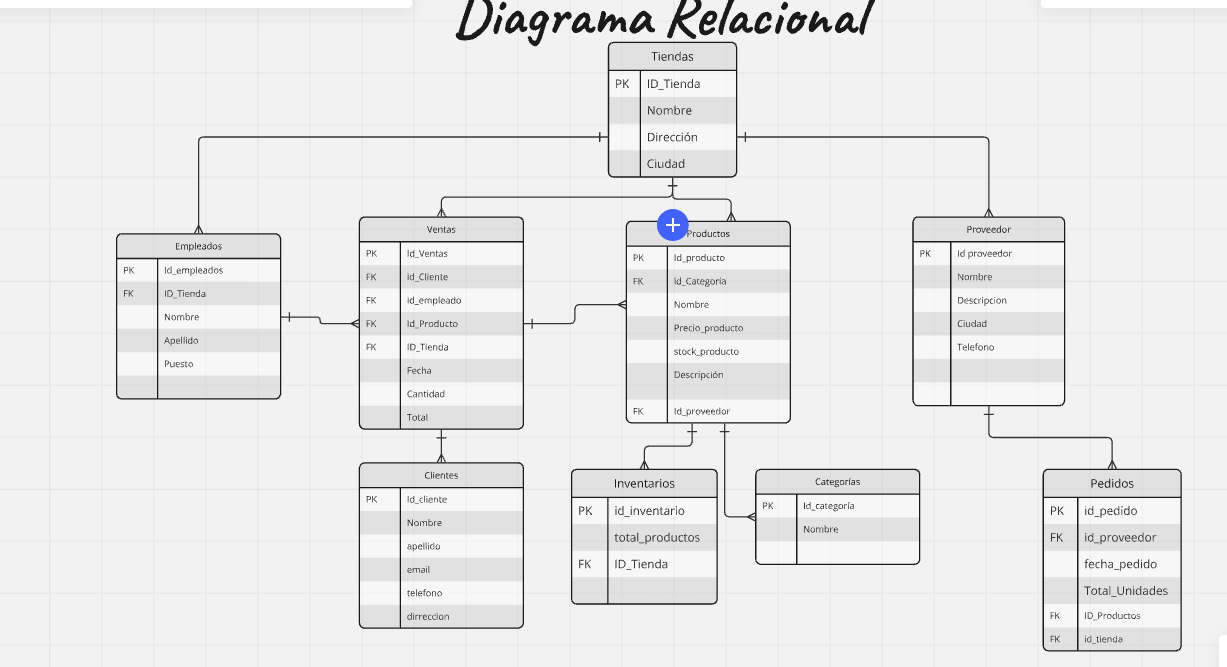 Diagrama Relacional
Tiendas
PK ID_Tienda
Nombre
Dirección
Ciudad
Empleados
PK Id_empleados
FK ID_Tienda
Nombre
Apellido
Puesto
Ventas
PK Id_Ventas
FK id_Cliente
FK id_empleado
FK Id_Producto
FK ID_Tienda
Fecha
Cantidad
Total
Productos
PK Id_producto
FK id_Categoría
Nombre
Precio_producto
stock_producto
Descripción
FK Id_proveedor
Proveedor
PK Id proveedor
Nombre
Descripcion
Ciudad
Telefono
Clientes
PK Id_cliente
Nombre
apellido
email
telefono
dirreccion
Inventarios
PK id_inventario
total_productos
FK ID_Tienda
Categorías
PK Id_categoría
Nombre
Pedidos
PK id_pedido
FK id_proveedor
fecha_pedido
Total_Unidades
FK ID_Productos
FK id_tienda